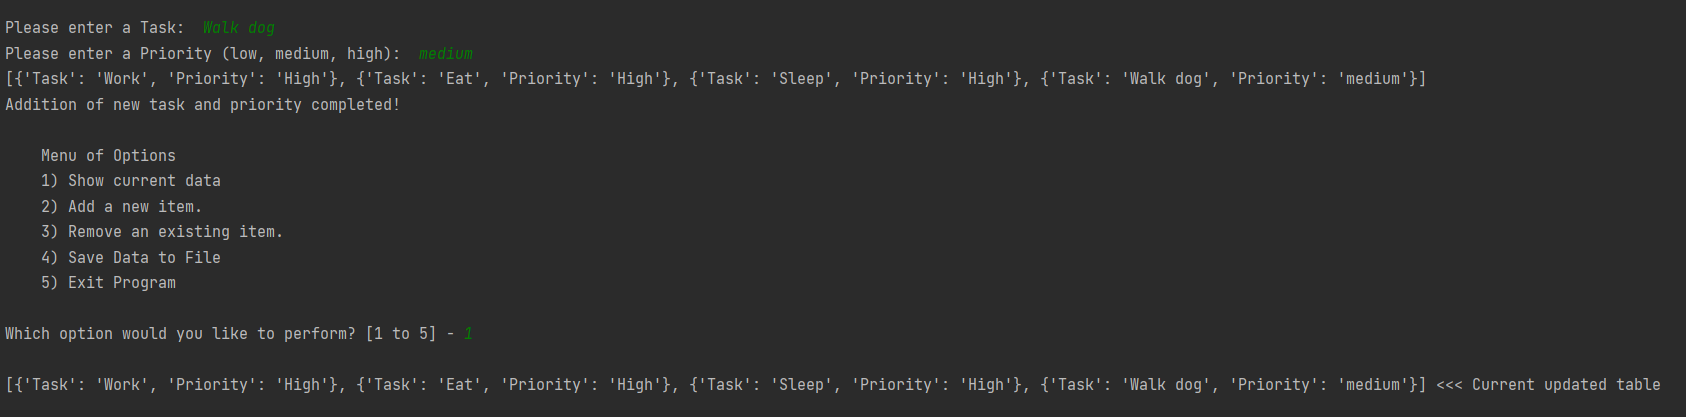 Please enter a Task:  Walk dog
Please enter a Priority (low, medium, high):  medium
[{'Task': 'Work', 'Priority': 'High'}, {'Task': 'Eat', 'Priority': 'High'}, {'Task': 'Sleep', 'Priority': 'High'}, {'Task': 'Walk dog', 'Priority': 'medium'}]
Addition of new task and priority completed!
    Menu of Options
    1) Show current data
    2) Add a new item.
    3) Remove an existing item.
    4) Save Data to File
    5) Exit Program
Which option would you like to perform? [1 to 5] - 1
[{'Task': 'Work', 'Priority': 'High'}, {'Task': 'Eat', 'Priority': 'High'}, {'Task': 'Sleep', 'Priority': 'High'}, {'Task': 'Walk dog', 'Priority': 'medium'}] <<< Current updated table